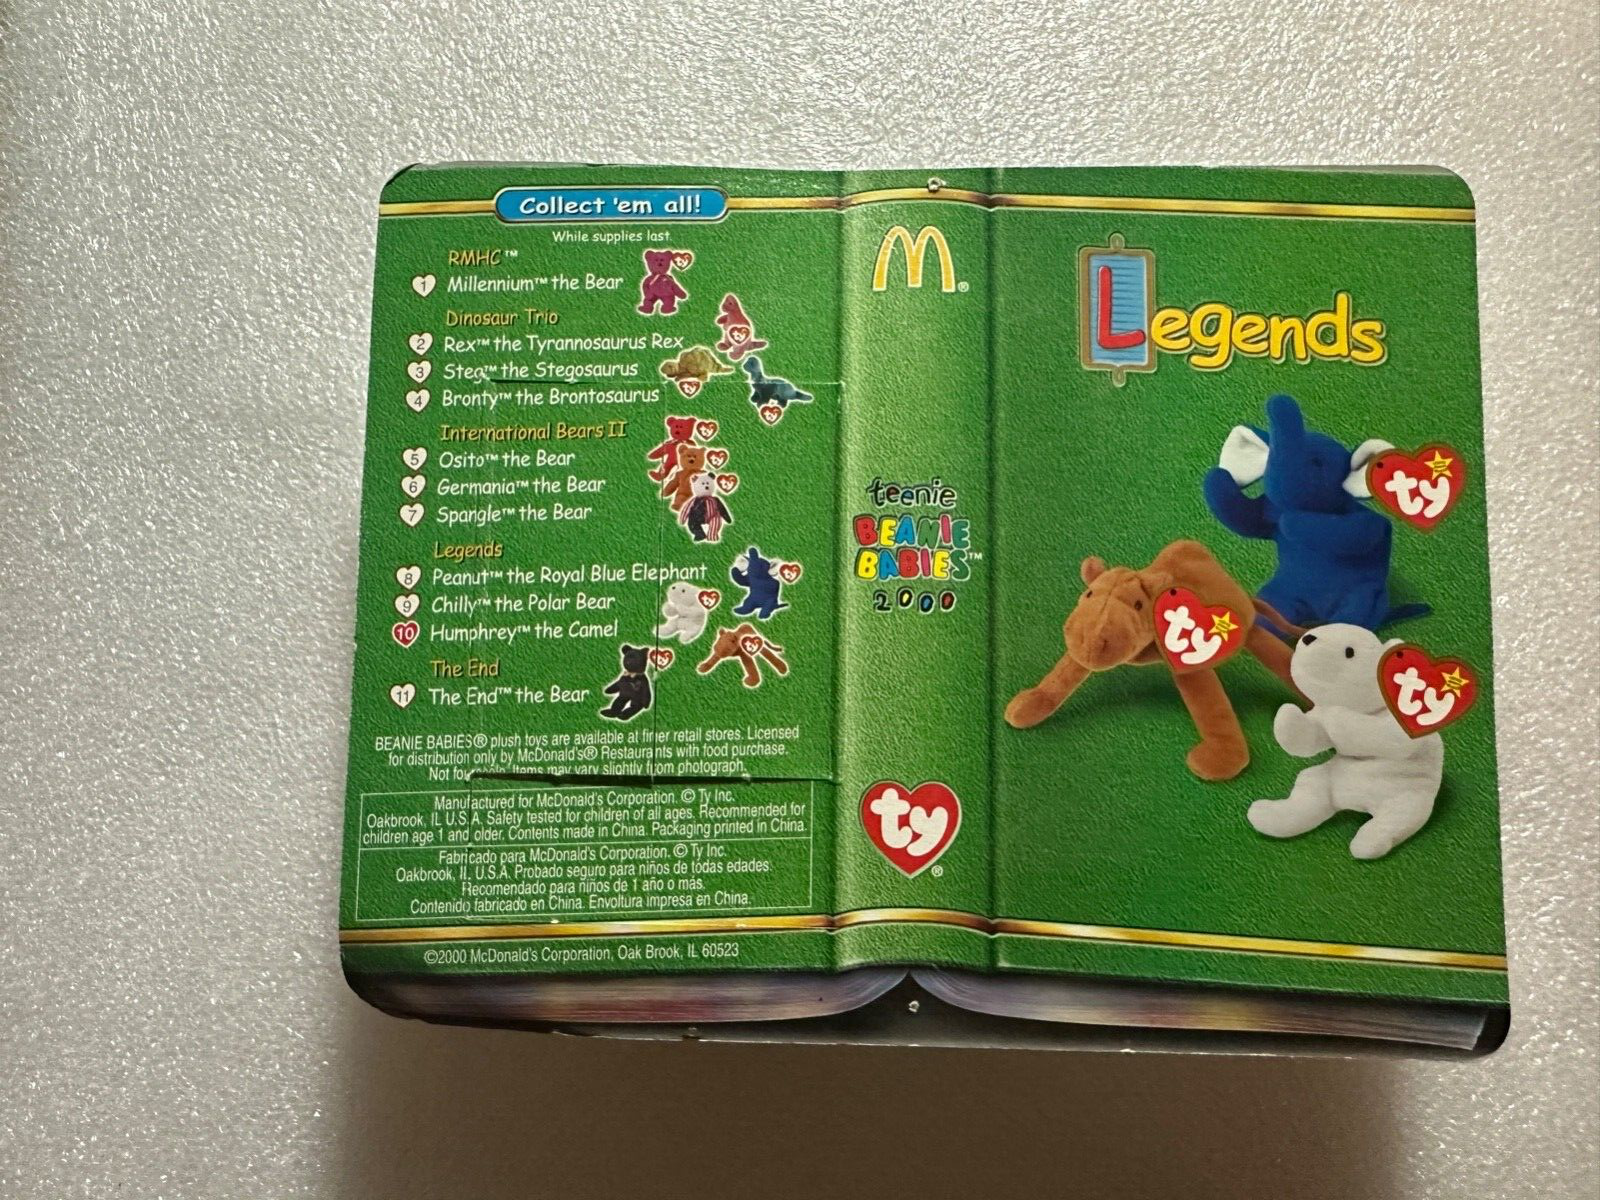 Collect 'em all!
While supplies last.
RMHC™
1 Millennium™ the Bear
Dinosaur Trio
2 Rex™ the Tyrannosaurus Rex
3 Steg™ the Stegosaurus
4 Bronty™ the Brontosaurus
International Bears II
5 Osito™ the Bear
6 Germania™ the Bear
7 Spangle™ the Bear
Legends
8 Peanut™ the Royal Blue Elephant
9 Chilly™ the Polar Bear
10 Humphrey™ the Camel
The End
11 The End™ the Bear
BEANIE BABIES® plush toys are available at finer retail stores. Licensed
for distribution only by McDonald's® Restaurants with food purchase.
Not for resale. Items may vary slightly from photograph.
Manufactured for McDonald's Corporation. © Ty Inc.
Oakbrook, IL U.S.A. Safety tested for children of all ages. Recommended for
children age 1 and older. Contents made in China. Packaging printed in China.
Fabricado para McDonald's Corporation. © Ty Inc.
Oakbrook, IL U.S.A. Probado seguro para niños de todas edades.
Recomendado para niños de 1 año o más.
Contenido fabricado en China. Envoltura impresa en China.
©2000 McDonald's Corporation, Oak Brook, IL 60523
M®
teenie
BEANIE
BABIES™
2000
ty®
Legends
ty
ty
ty